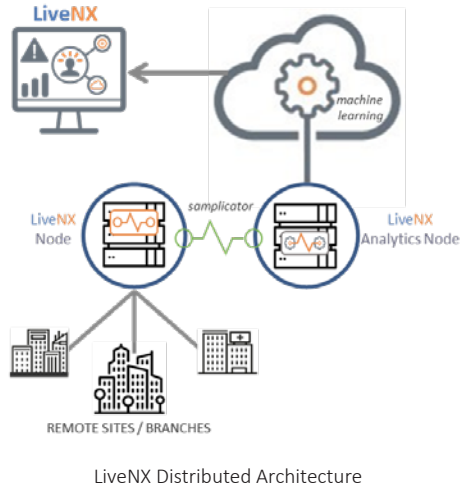 LiveNX
machine
learning
samplicator
LiveNX
Node
LiveNX
Analytics Node
REMOTE SITES / BRANCHES
LiveNX Distributed Architecture